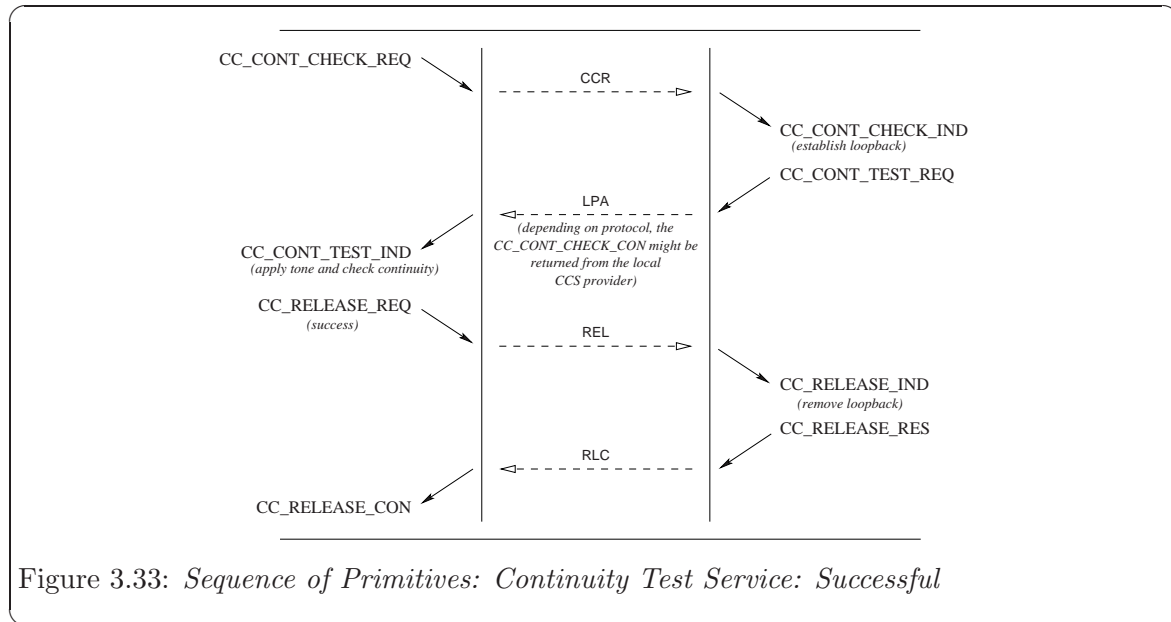 CC_CONT_CHECK_REQ
CCR
CC_CONT_CHECK_IND
(establish loopback)
CC_CONT_TEST_REQ
LPA
(depending on protocol, the
CC_CONT_CHECK_CON might be
returned from the local
CCS provider)
CC_CONT_TEST_IND
(apply tone and check continuity)
CC_RELEASE_REQ
(success)
REL
CC_RELEASE_IND
(remove loopback)
CC_RELEASE_RES
RLC
CC_RELEASE_CON
Figure 3.33: Sequence of Primitives: Continuity Test Service: Successful